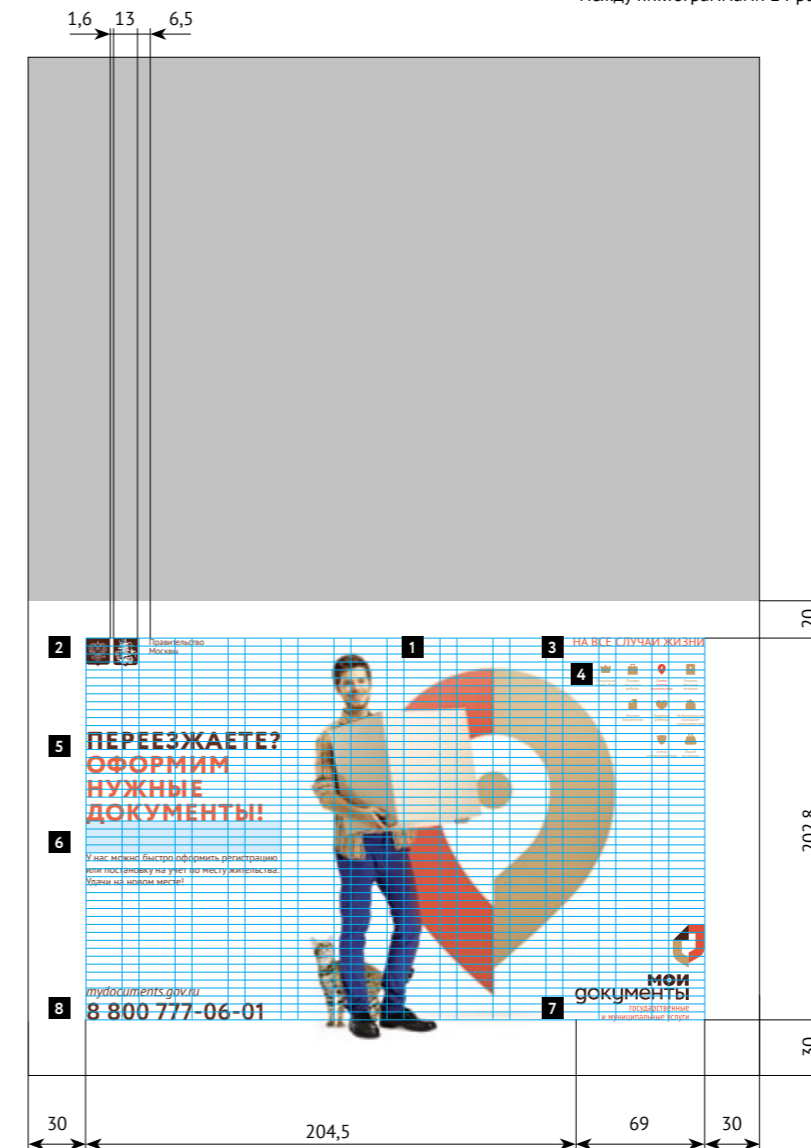 1,6 13 6,5
20
2
Правительство
Москвы
1
3
НА ВСЕ СЛУЧАИ ЖИЗНИ
4
5
ПЕРЕЕЗЖАЕТЕ?
ОФОРМИМ
НУЖНЫЕ
ДОКУМЕНТЫ!
6
202,8
У нас можно быстро оформить регистрацию
или постановку на учет по месту жительства.
Удачи на новом месте!
mydocuments.gov.ru
8
8 800 777-06-01
7
мои
документы
государственные
и муниципальные услуги
30
30
204,5
69
30